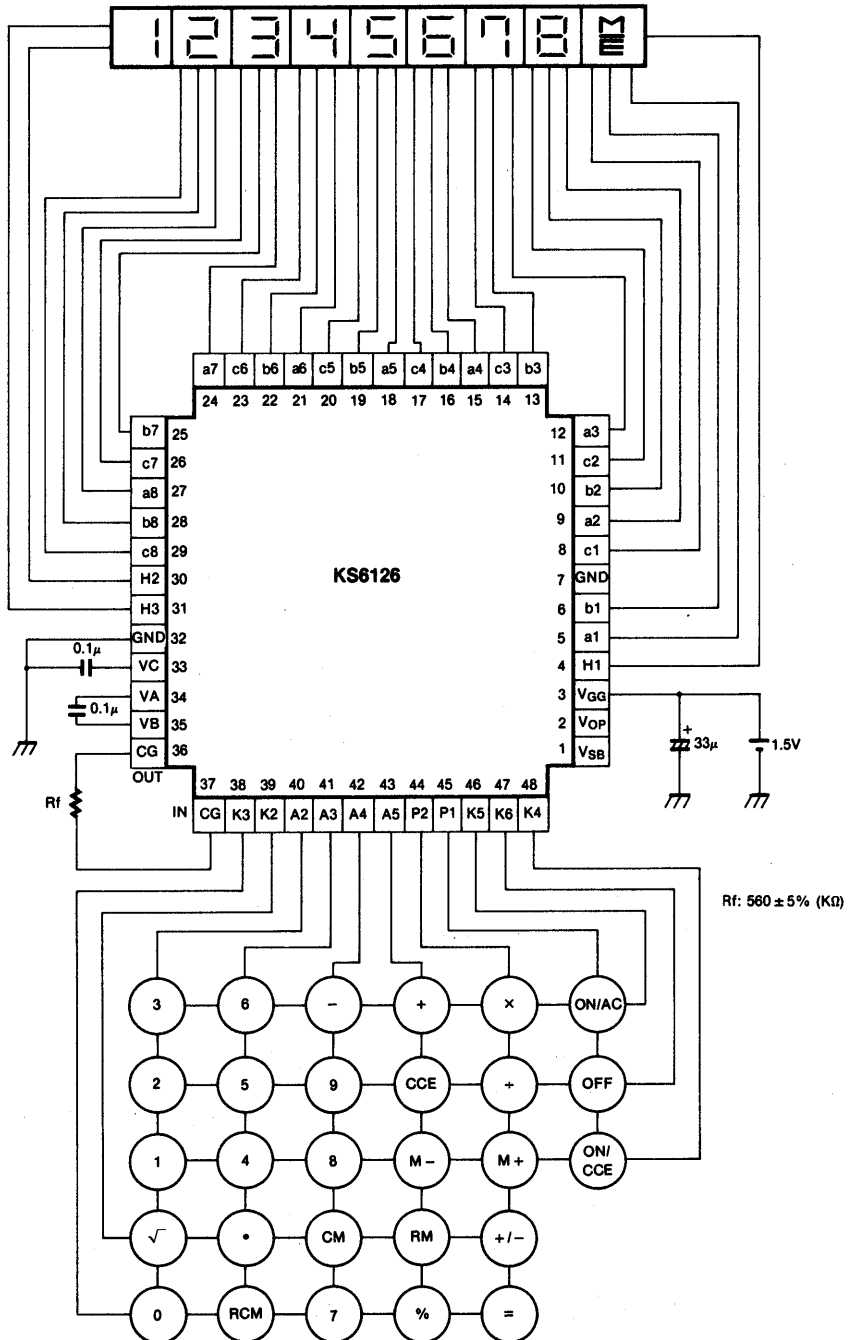 1 2 3 4 5 6 7 8 M E
a7 c6 b6 a6 c5 b5 a5 c4 b4 a4 c3 b3
24 23 22 21 20 19 18 17 16 15 14 13
b7 25 12 a3
c7 26 11 c2
a8 27 10 b2
b8 28 9 a2
c8 29 8 c1
H2 30 KS6126 7 GND
H3 31 6 b1
GND 32 5 a1
0.1μ
VC 33 4 H1
VA 34 3 VGG
0.1μ
VB 35 2 VOP
+
33μ 1.5V
CG 36 1 VSB
OUT
37 38 39 40 41 42 43 44 45 46 47 48
Rf
IN CG K3 K2 A2 A3 A4 A5 P2 P1 K5 K6 K4
Rf: 560 ± 5% (KΩ)
3 6 − + × ON/AC
2 5 9 CCE ÷ OFF
1 4 8 M− M+ ON/
CCE
√ • CM RM +/−
0 RCM 7 % =